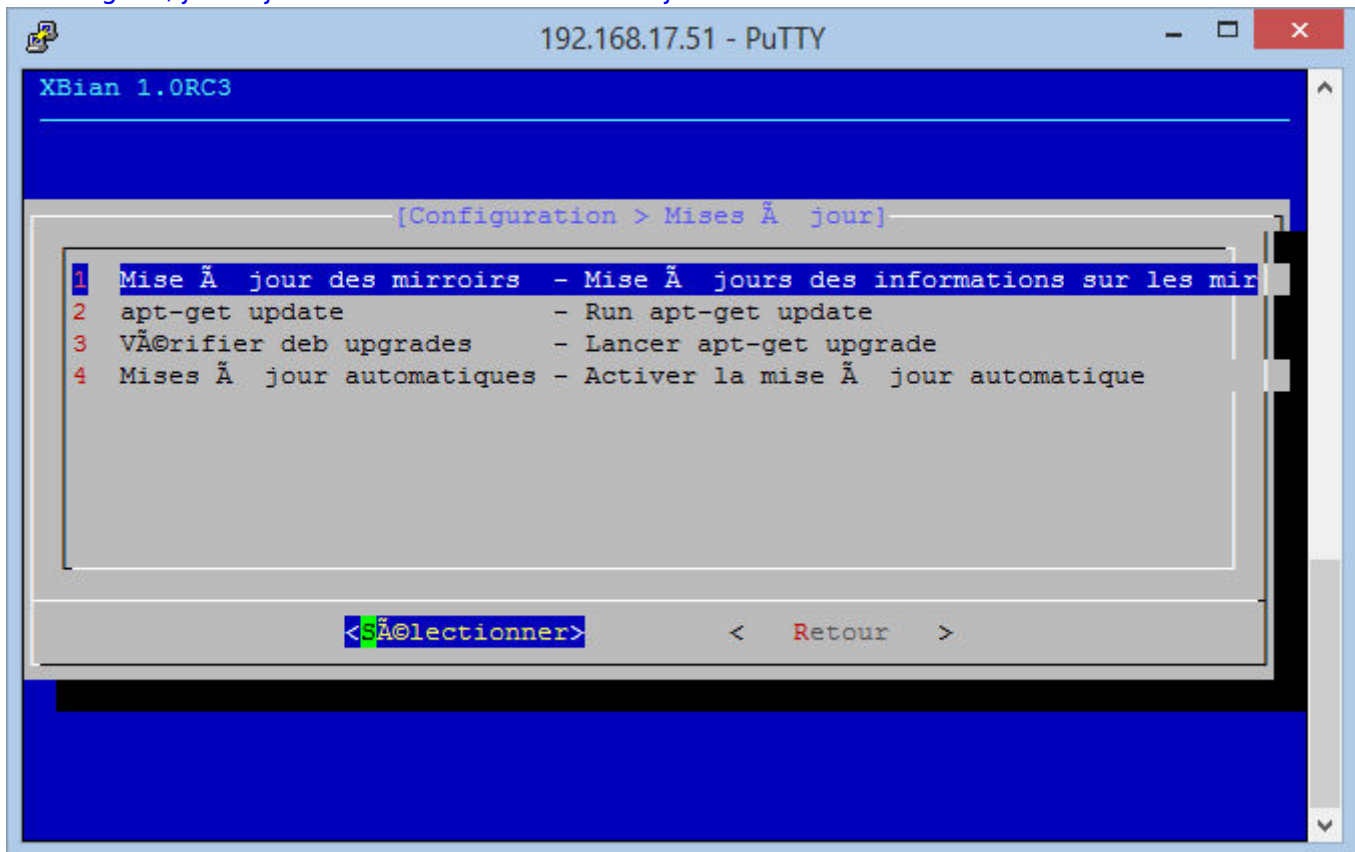 192.168.17.51 - PuTTY
XBian 1.0RC3
[Configuration > Mises Ã  jour]
1 Mise Ã  jour des mirroirs - Mise Ã  jours des informations sur les mir
2 apt-get update - Run apt-get update
3 VÃ©rifier deb upgrades - Lancer apt-get upgrade
4 Mises Ã  jour automatiques - Activer la mise Ã  jour automatique
<SÃ©lectionner> < Retour >